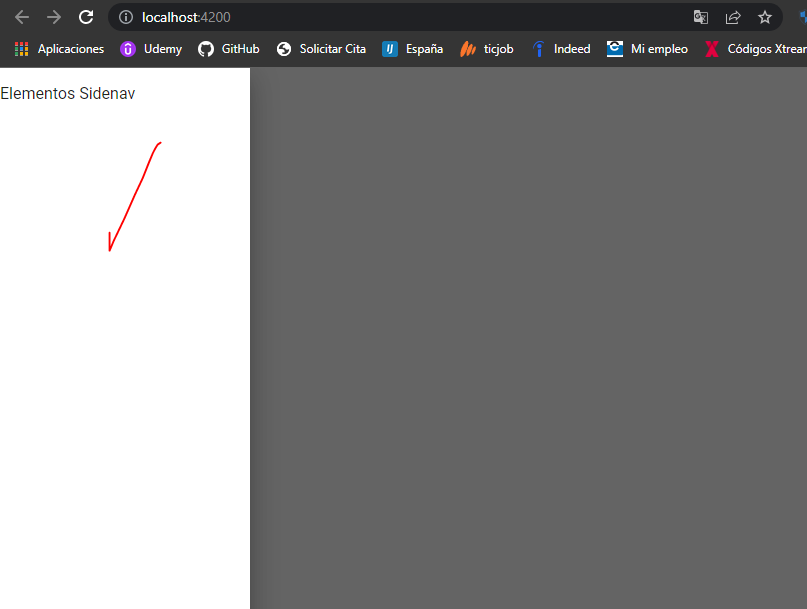 localhost:4200
Aplicaciones Udemy GitHub Solicitar Cita España ticjob Indeed Mi empleo Códigos Xtrear
Elementos Sidenav